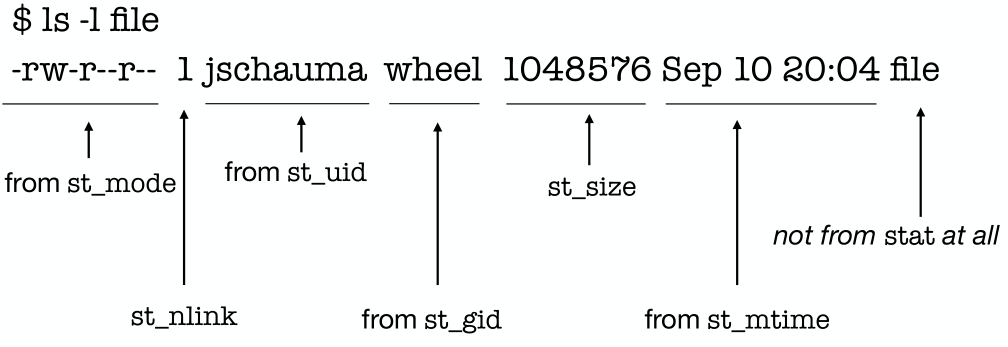 $ ls -l file
-rw-r--r-- 1 jschauma wheel 1048576 Sep 10 20:04 file
from st_mode
from st_uid
st_size
not from stat at all
st_nlink
from st_gid
from st_mtime